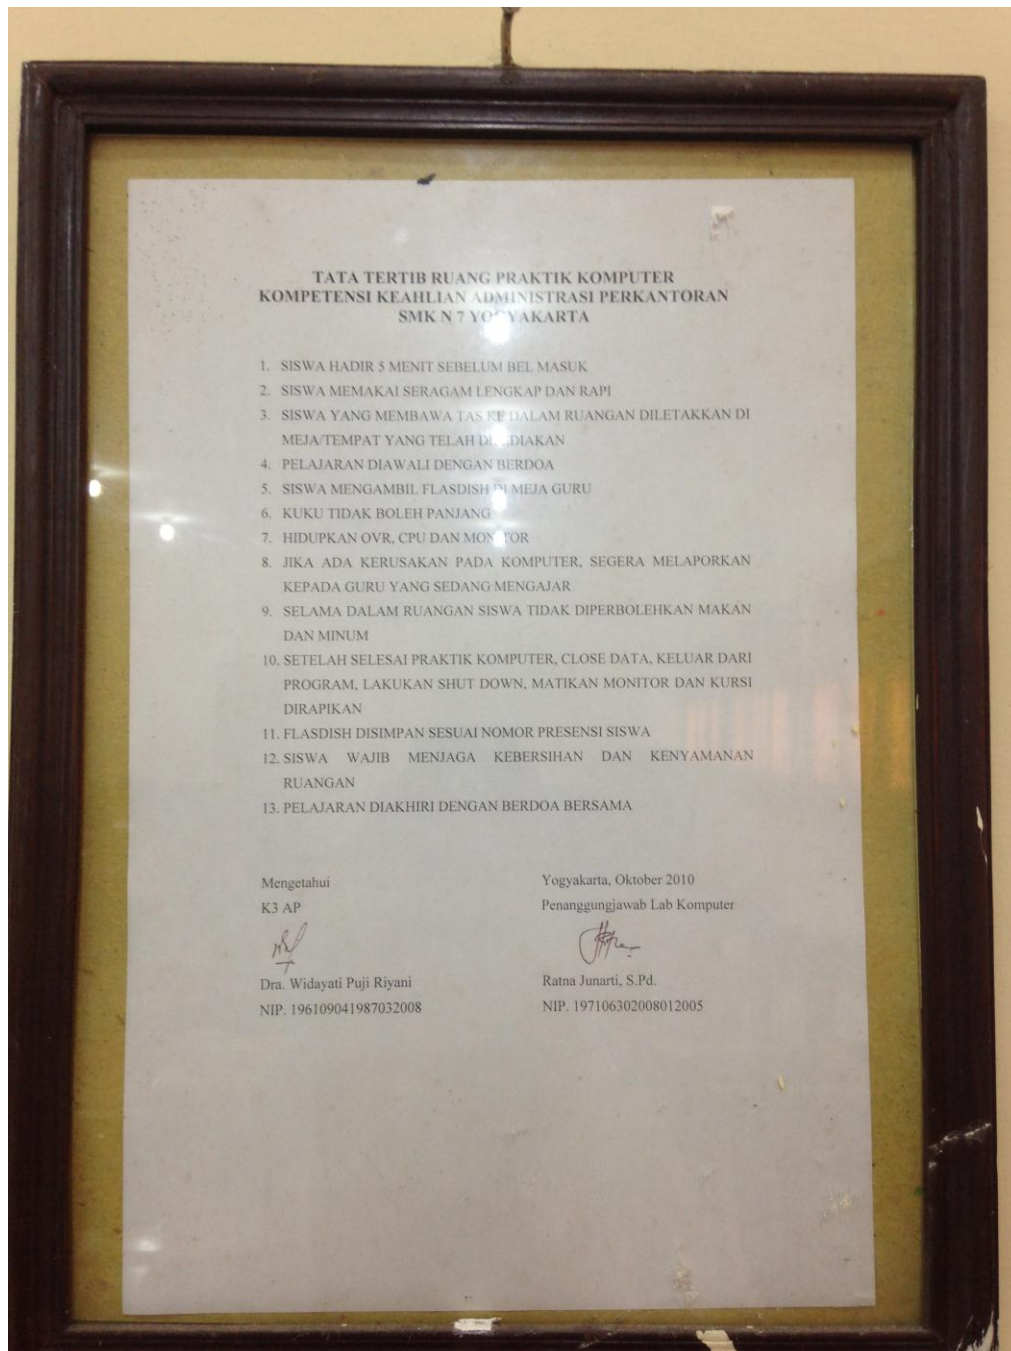 TATA TERTIB RUANG PRAKTIK KOMPUTER
KOMPETENSI KEAHLIAN ADMINISTRASI PERKANTORAN
SMK N 7 YOGYAKARTA
1. SISWA HADIR 5 MENIT SEBELUM BEL MASUK
2. SISWA MEMAKAI SERAGAM LENGKAP DAN RAPI
3. SISWA YANG MEMBAWA TAS KE DALAM RUANGAN DILETAKKAN DI
MEJA/TEMPAT YANG TELAH DISEDIAKAN
4. PELAJARAN DIAWALI DENGAN BERDOA
5. SISWA MENGAMBIL FLASDISH DI MEJA GURU
6. KUKU TIDAK BOLEH PANJANG
7. HIDUPKAN OVR, CPU DAN MONITOR
8. JIKA ADA KERUSAKAN PADA KOMPUTER, SEGERA MELAPORKAN
KEPADA GURU YANG SEDANG MENGAJAR
9. SELAMA DALAM RUANGAN SISWA TIDAK DIPERBOLEHKAN MAKAN
DAN MINUM
10. SETELAH SELESAI PRAKTIK KOMPUTER, CLOSE DATA, KELUAR DARI
PROGRAM, LAKUKAN SHUT DOWN, MATIKAN MONITOR DAN KURSI
DIRAPIKAN
11. FLASDISH DISIMPAN SESUAI NOMOR PRESENSI SISWA
12. SISWA WAJIB MENJAGA KEBERSIHAN DAN KENYAMANAN
RUANGAN
13. PELAJARAN DIAKHIRI DENGAN BERDOA BERSAMA
Mengetahui
K3 AP
Dra. Widayati Puji Riyani
NIP. 196109041987032008
Yogyakarta, Oktober 2010
Penanggungjawab Lab Komputer
Ratna Junarti, S.Pd.
NIP. 197106302008012005